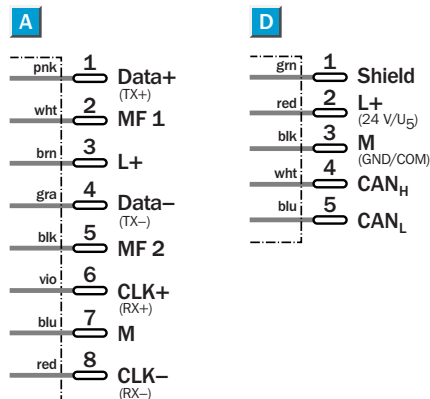 A
pnk 1 Data+
(TX+)
wht 2 MF 1
brn 3 L+
gra 4 Data–
(TX–)
blk 5 MF 2
vio 6 CLK+
(RX+)
blu 7 M
red 8 CLK–
(RX–)
D
grn 1 Shield
red 2 L+
(24 V/U5)
blk 3 M
(GND/COM)
wht 4 CANH
blu 5 CANL